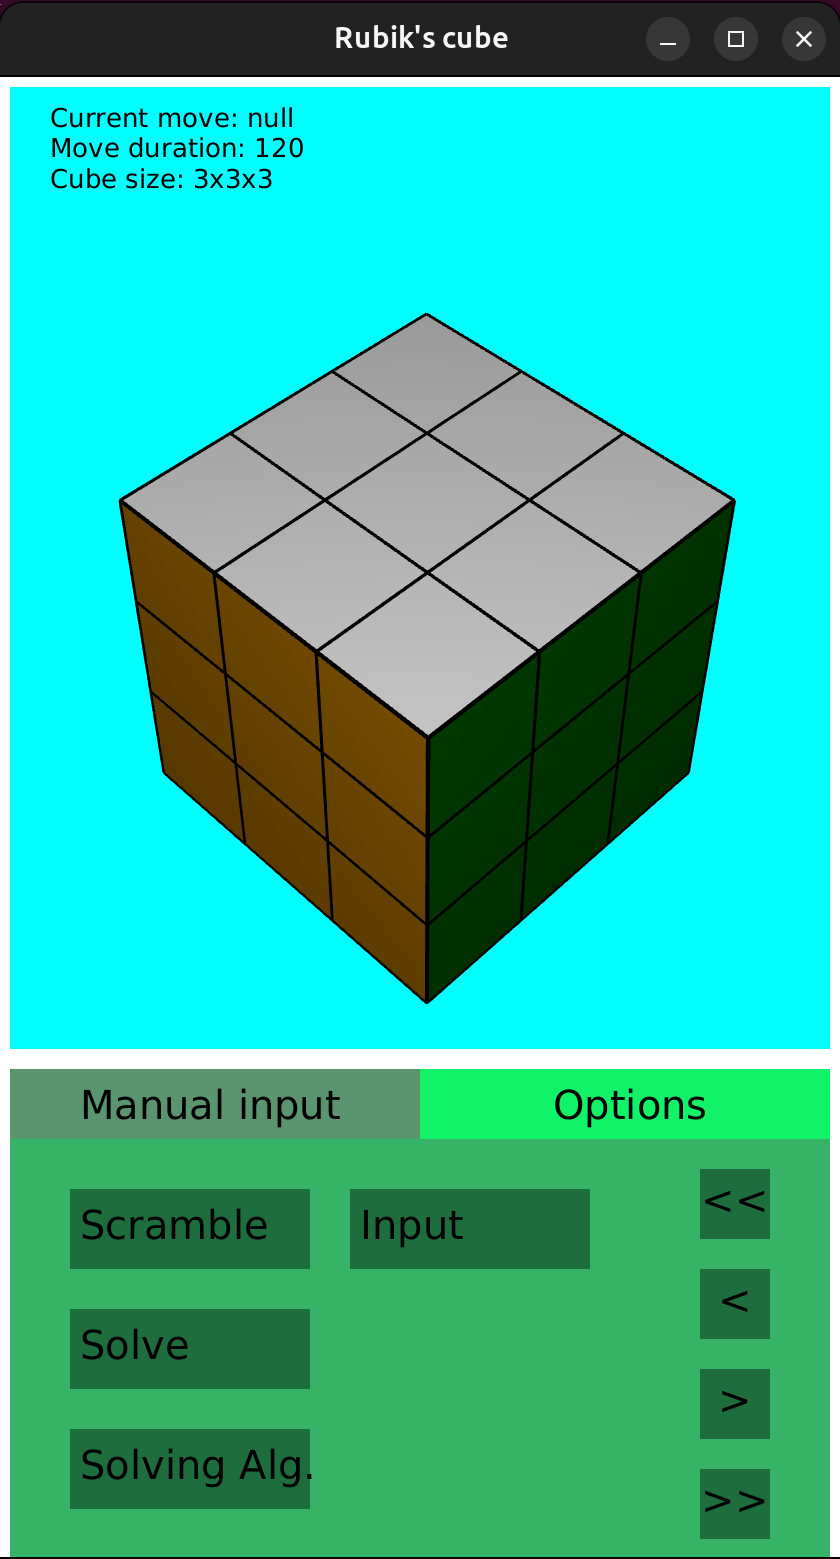 Rubik's cube
Current move: null
Move duration: 120
Cube size: 3x3x3
Manual input
Options
Scramble
Input
<<
<
Solve
>
Solving Alg.
>>